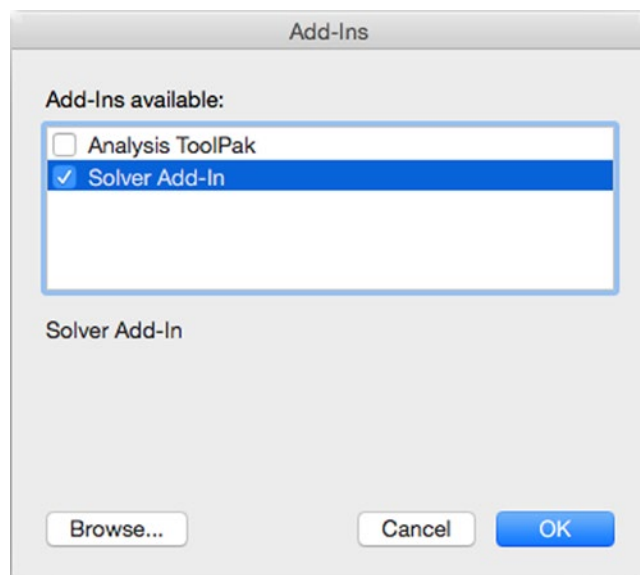 Add-Ins
Add-Ins available:
Analysis ToolPak
Solver Add-In
Solver Add-In
Browse...
Cancel
OK